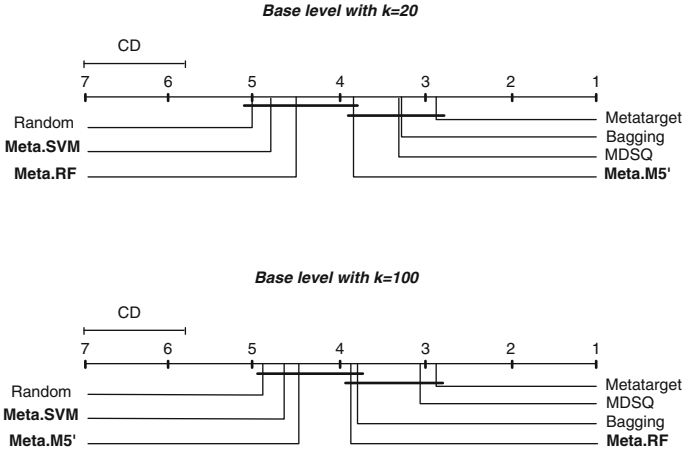 Base level with k=20
CD
7 6 5 4 3 2 1
Random Metatarget
Meta.SVM Bagging
MDSQ
Meta.RF Meta.M5'
Base level with k=100
CD
7 6 5 4 3 2 1
Random Metatarget
Meta.SVM MDSQ
Bagging
Meta.M5' Meta.RF